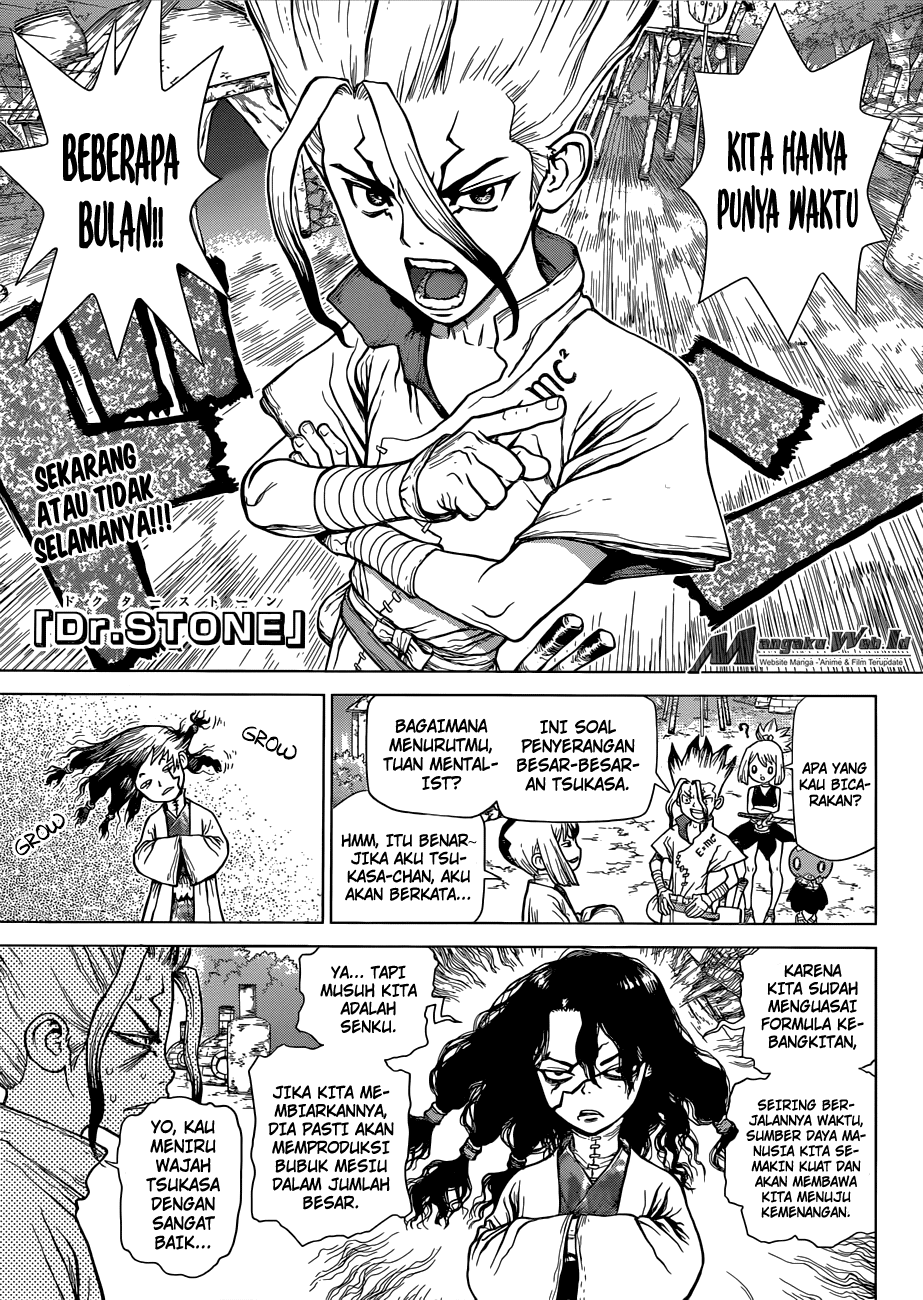 KITA HANYA
PUNYA WAKTU
BEBERAPA
BULAN!!
SEKARANG
ATAU TIDAK
SELAMANYA!!!
mc²
ドクターストーン
「Dr.STONE」
Mangaku.Web.Id
Website Manga - Anime & Film Terupdate
APA YANG
KAU BICA-
RAKAN?
?
INI SOAL
PENYERANGAN
BESAR-BESAR-
AN TSUKASA.
BAGAIMANA
MENURUTMU,
TUAN MENTAL-
IST?
HMM, ITU BENAR~
JIKA AKU TSU-
KASA-CHAN, AKU
AKAN BERKATA...
E=mc²
GROW
GROW
KARENA
KITA SUDAH
MENGUASAI
FORMULA KE-
BANGKITAN,
SEIRING BER-
JALANNYA WAKTU,
SUMBER DAYA MA-
NUSIA KITA SE-
MAKIN KUAT DAN
AKAN MEMBAWA
KITA MENUJU
KEMENANGAN.
YA... TAPI
MUSUH KITA
ADALAH
SENKU.
JIKA KITA ME-
MBIARKANNYA,
DIA PASTI AKAN
MEMPRODUKSI
BUBUK MESIU
DALAM JUMLAH
BESAR.
YO, KAU
MENIRU
WAJAH
TSUKASA
DENGAN
SANGAT
BAIK...